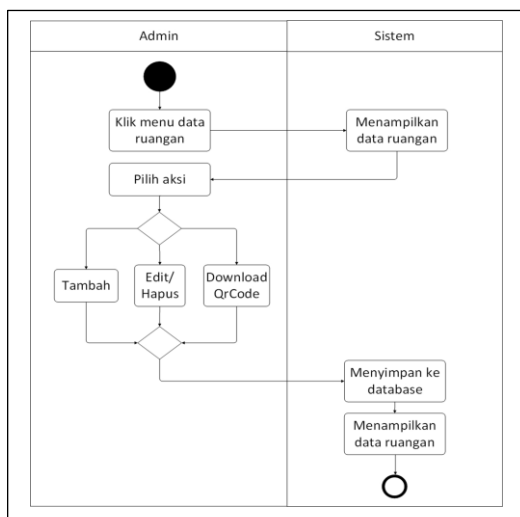 Admin
Sistem
Klik menu data
ruangan
Menampilkan
data ruangan
Pilih aksi
Tambah
Edit/
Hapus
Download
QrCode
Menyimpan ke
database
Menampilkan
data ruangan